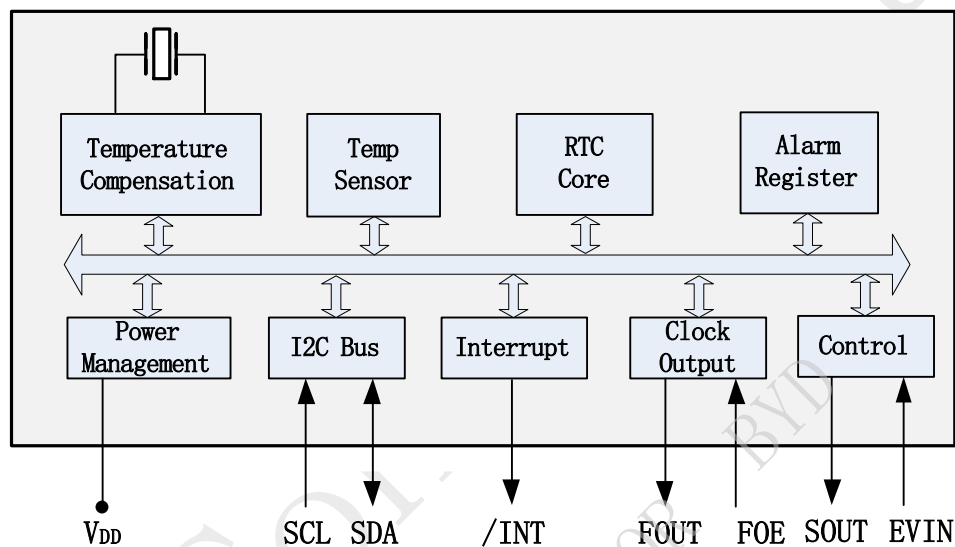 Temperature
Compensation
Temp
Sensor
RTC
Core
Alarm
Register
Power
Management
I2C Bus
Interrupt
Clock
Output
Control
BYD
VDD
SCL
SDA
/INT
FOUT
FOE
SOUT
EVIN